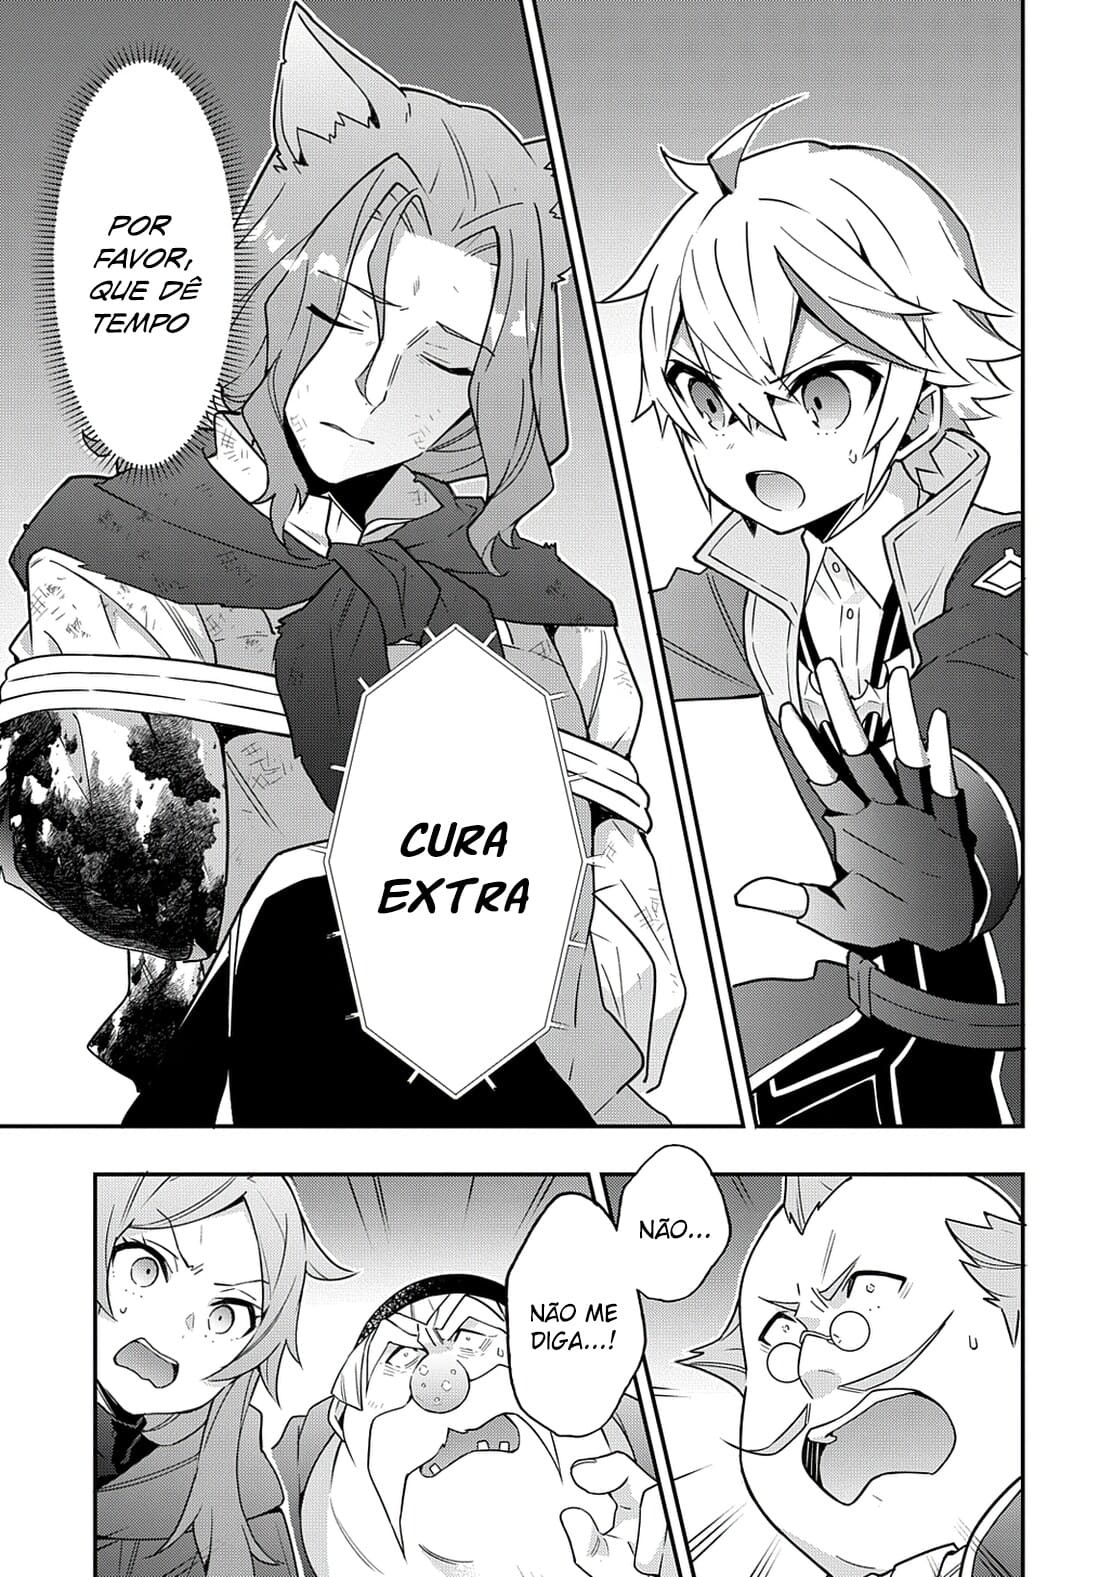 POR
FAVOR,
QUE DÊ
TEMPO
CURA
EXTRA
NÃO...
NÃO ME
DIGA...!